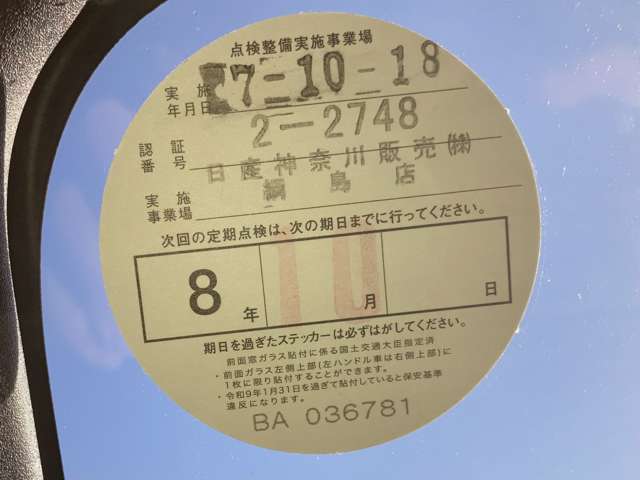 点検整備実施事業場
実施
年月日 7-10-18
認証
番号 2-2748
実施
事業場 日産神奈川販売㈱
綱島店
次回の定期点検は、次の期日までに行ってください。
8年 10月 日
期日を過ぎたステッカーは必ずはがしてください。
前面窓ガラス貼付に係る国土交通大臣指定済
・前面ガラス左側上部(左ハンドル車は右側上部)に
1枚に限り貼付することができます。
・令和9年1月31日を過ぎて貼付していると保安基準
違反になります。
BA 036781